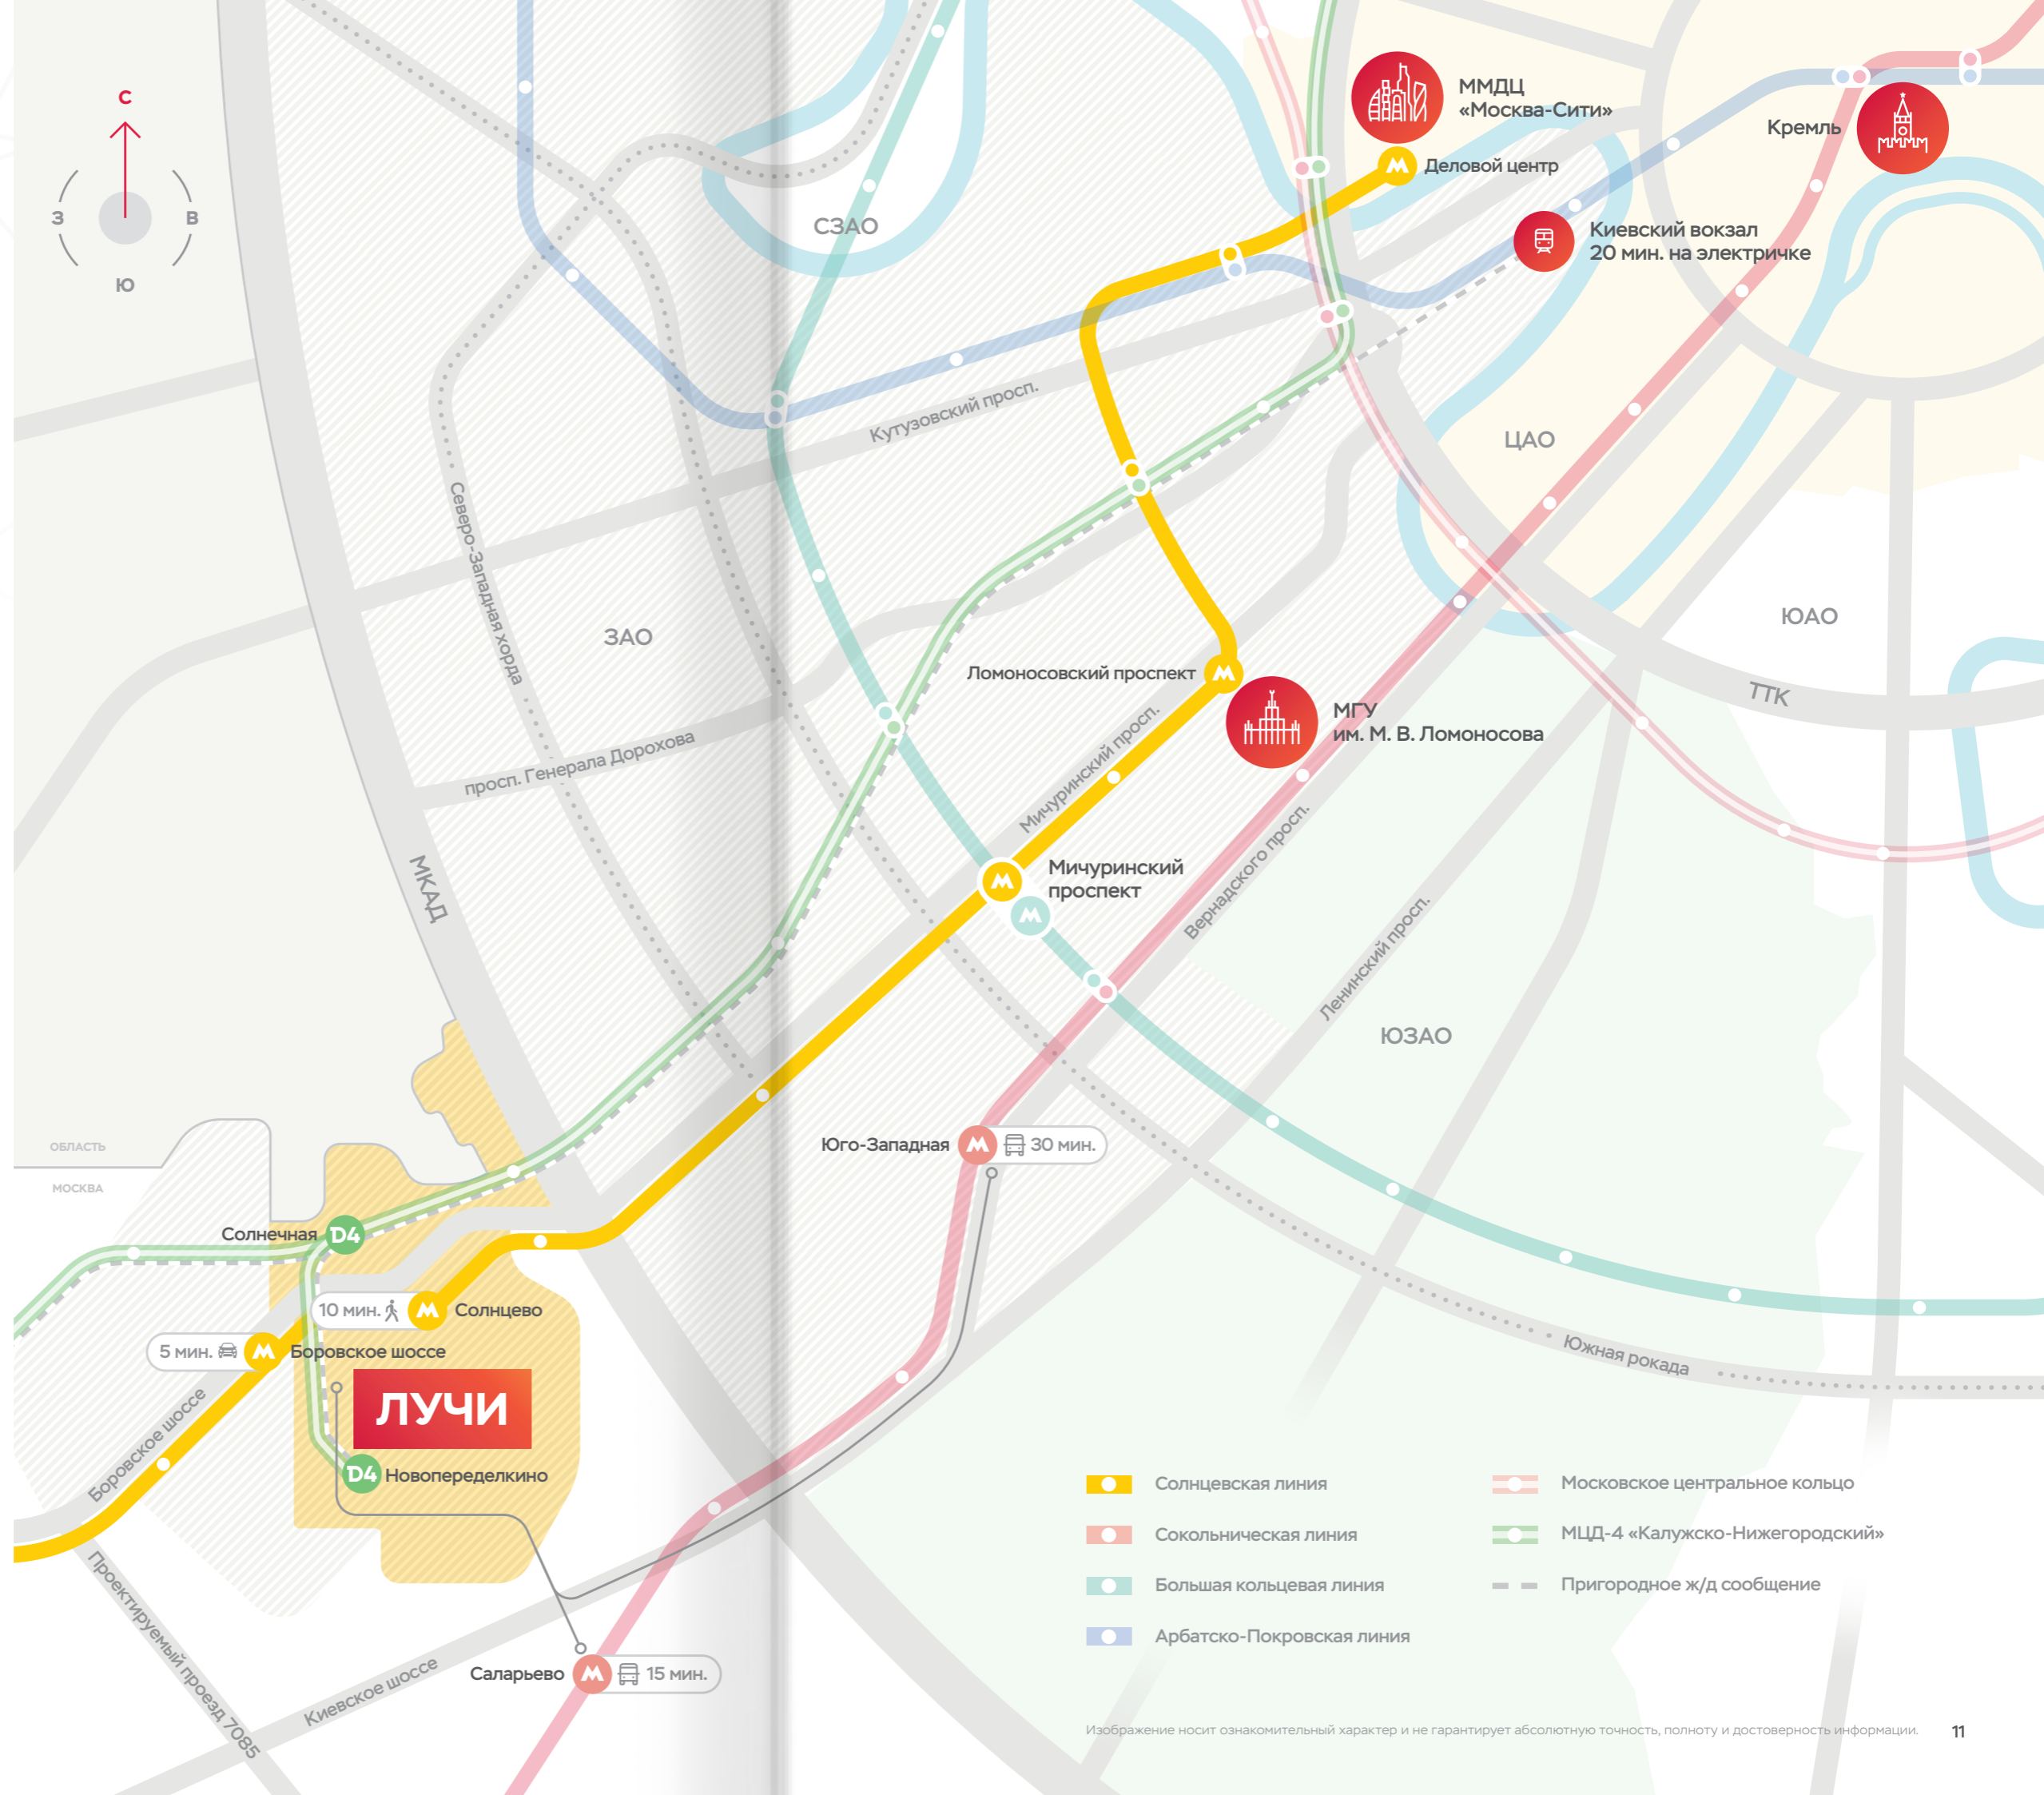 С
З
В
Ю
ММДЦ
«Москва-Сити»
Деловой центр
Кремль
Киевский вокзал
20 мин. на электричке
СЗАО
Кутузовский просп.
ЦАО
Северо-Западная хорда
ЗАО
ЮАО
Ломоносовский проспект
ТТК
МГУ
им. М. В. Ломоносова
просп. Генерала Дорохова
Мичуринский просп.
МКАД
Мичуринский
проспект
Вернадского просп.
Ленинский просп.
ЮЗАО
ОБЛАСТЬ
МОСКВА
Юго-Западная
30 мин.
Солнечная
D4
10 мин.
Солнцево
5 мин.
Боровское шоссе
Южная рокада
ЛУЧИ
Боровское шоссе
D4
Новопеределкино
Проектируемый проезд 7085
Киевское шоссе
Саларьево
15 мин.
Солнцевская линия
Сокольническая линия
Большая кольцевая линия
Арбатско-Покровская линия
Московское центральное кольцо
МЦД-4 «Калужско-Нижегородский»
Пригородное ж/д сообщение
Изображение носит ознакомительный характер и не гарантирует абсолютную точность, полноту и достоверность информации.
11